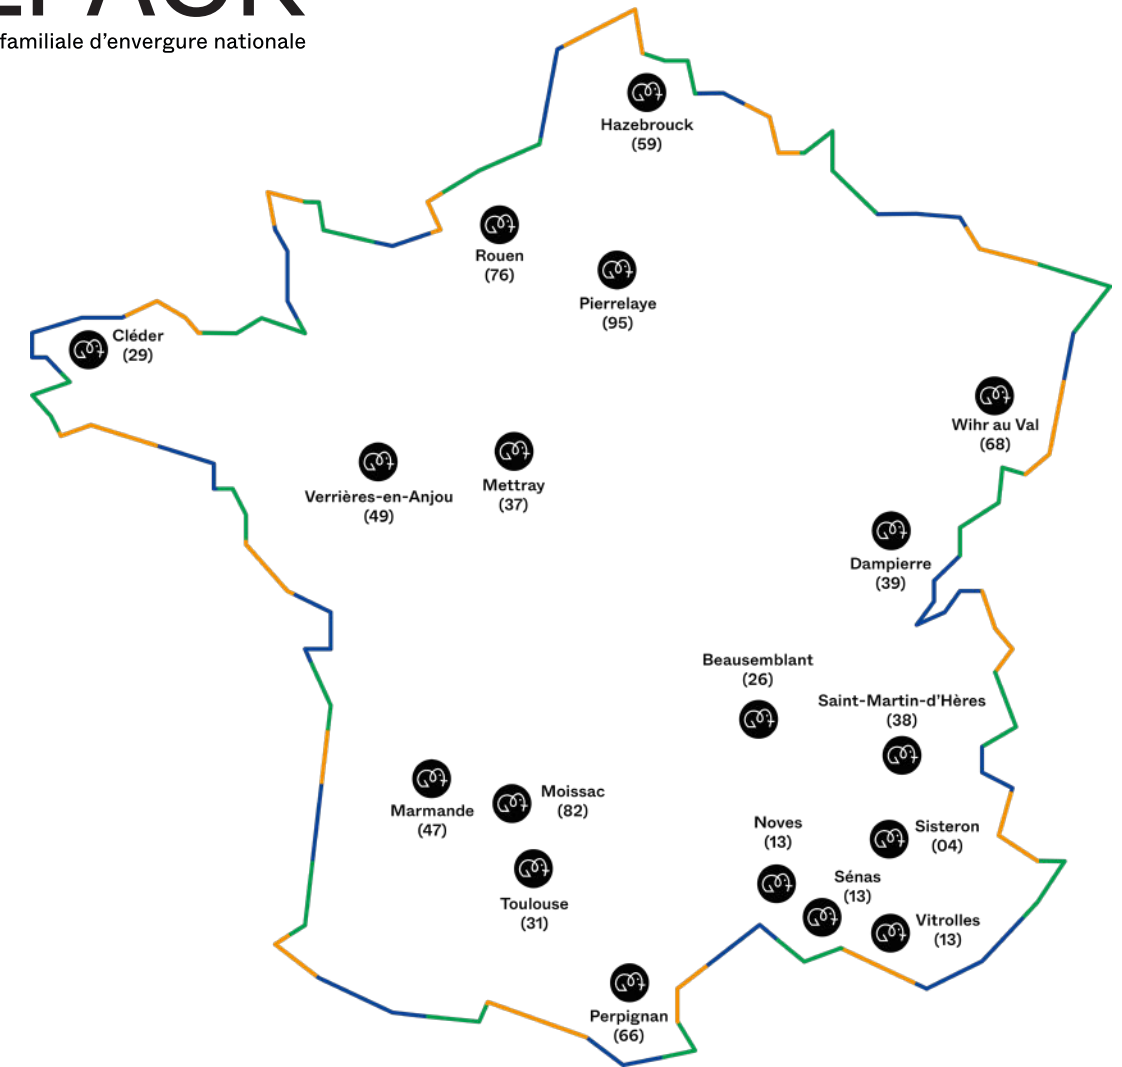 familiale d’envergure nationale
Hazebrouck
(59)
Rouen
(76)
Pierrelaye
(95)
Cléder
(29)
Wihr au Val
(68)
Verrières-en-Anjou
(49)
Mettray
(37)
Dampierre
(39)
Beausemblant
(26)
Saint-Martin-d’Hères
(38)
Marmande
(47)
Moissac
(82)
Noves
(13)
Sisteron
(04)
Sénas
(13)
Toulouse
(31)
Vitrolles
(13)
Perpignan
(66)